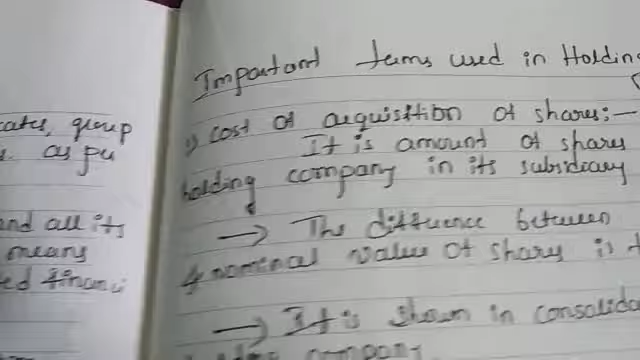 cates, group
as per
and all its
means
ed financi
Important terms used in Holdin
1) cost of acquisition of shares:—
It is amount of shares
holding company in its subsidiary
→ The difference between
& nominal value of shares is t
→ It is shown in consolida
company